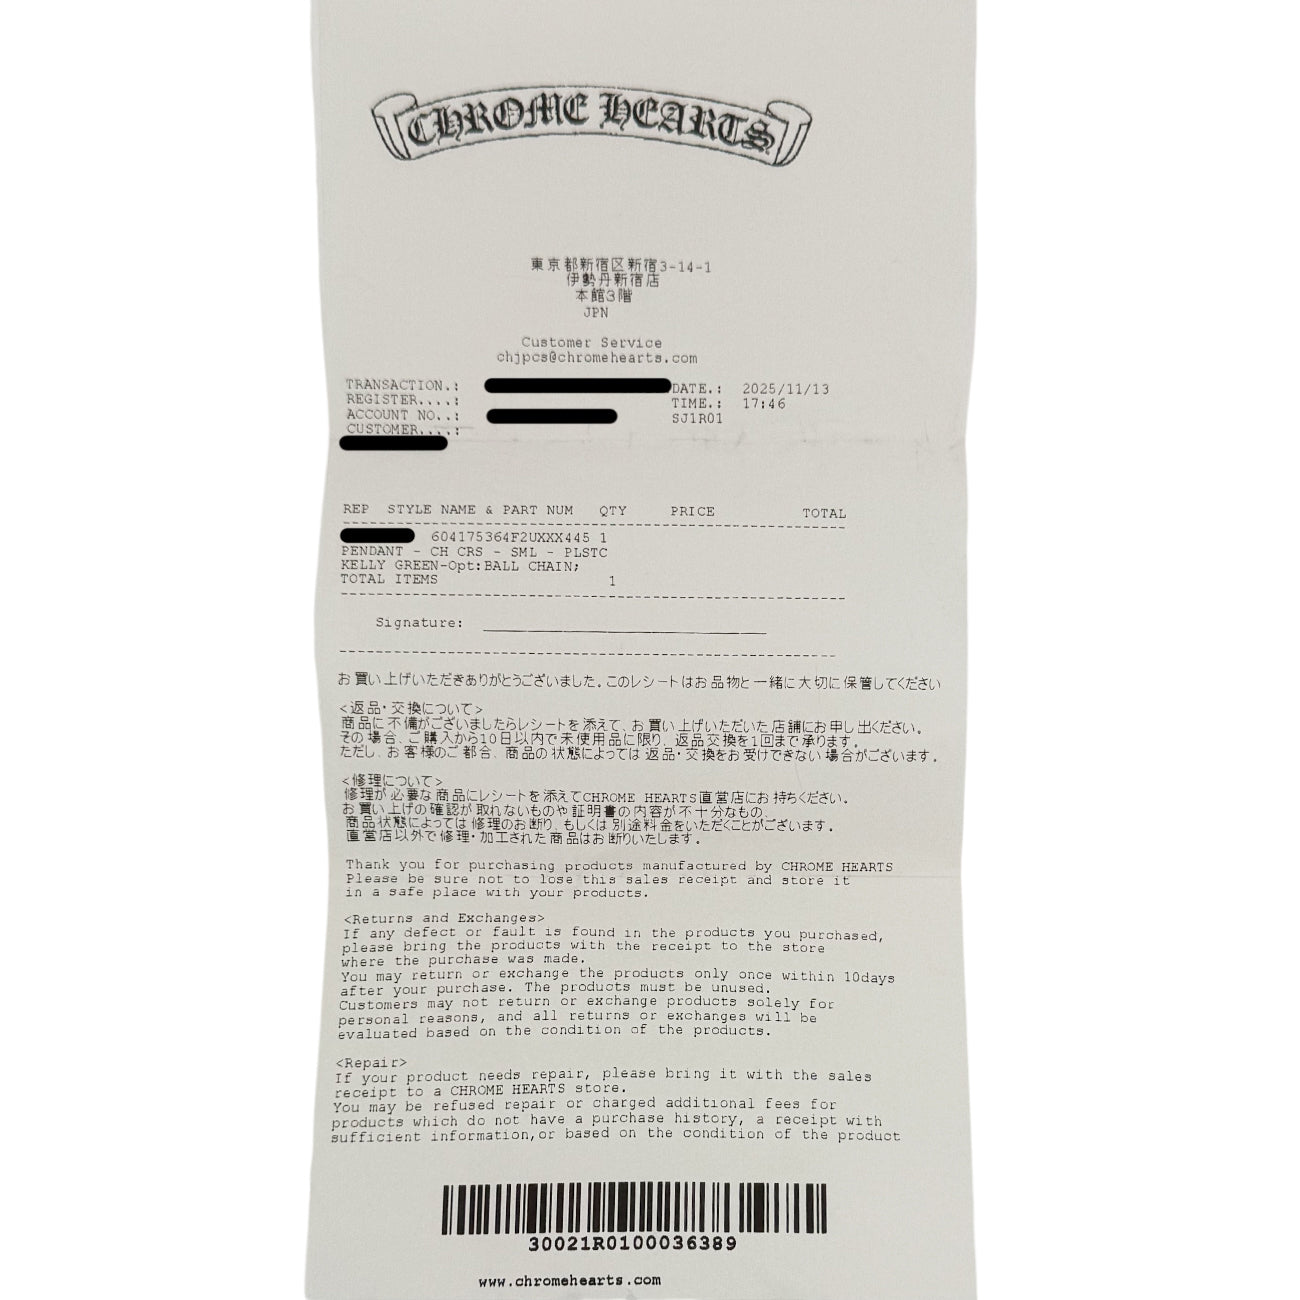 CHROME HEARTS
東京都新宿区新宿3-14-1
伊勢丹新宿店
本館3階
JPN
Customer Service
chjpcs@chromehearts.com
TRANSACTION.: DATE.: 2025/11/13
REGISTER....: TIME.: 17:46
ACCOUNT NO..: SJ1R01
CUSTOMER....:
REP STYLE NAME & PART NUM QTY PRICE TOTAL
604175364F2UXXX445 1
PENDANT - CH CRS - SML - PLSTC
KELLY GREEN-Opt:BALL CHAIN;
TOTAL ITEMS 1
Signature:
お買い上げいただきありがとうございました。このレシートはお品物と一緒に大切に保管してください
<返品・交換について>
商品に不備がございましたらレシートを添えて、お買い上げいただいた店舗にお申し出ください。
その場合、ご購入から10日以内で未使用品に限り、返品交換を1回まで承ります。
ただし、お客様のご都合、商品の状態によっては返品・交換をお受けできない場合がございます。
<修理について>
修理が必要な商品にレシートを添えてCHROME HEARTS直営店にお持ちください。
お買い上げの確認が取れないものや証明書の内容が不十分なもの、
商品状態によっては修理のお断り、もしくは別途料金をいただくことがございます。
直営店以外で修理・加工された商品はお断りいたします。
Thank you for purchasing products manufactured by CHROME HEARTS
Please be sure not to lose this sales receipt and store it
in a safe place with your products.
<Returns and Exchanges>
If any defect or fault is found in the products you purchased,
please bring the products with the receipt to the store
where the purchase was made.
You may return or exchange the products only once within 10days
after your purchase. The products must be unused.
Customers may not return or exchange products solely for
personal reasons, and all returns or exchanges will be
evaluated based on the condition of the products.
<Repair>
If your product needs repair, please bring it with the sales
receipt to a CHROME HEARTS store.
You may be refused repair or charged additional fees for
products which do not have a purchase history, a receipt with
sufficient information,or based on the condition of the product
30021R0100036389
www.chromehearts.com